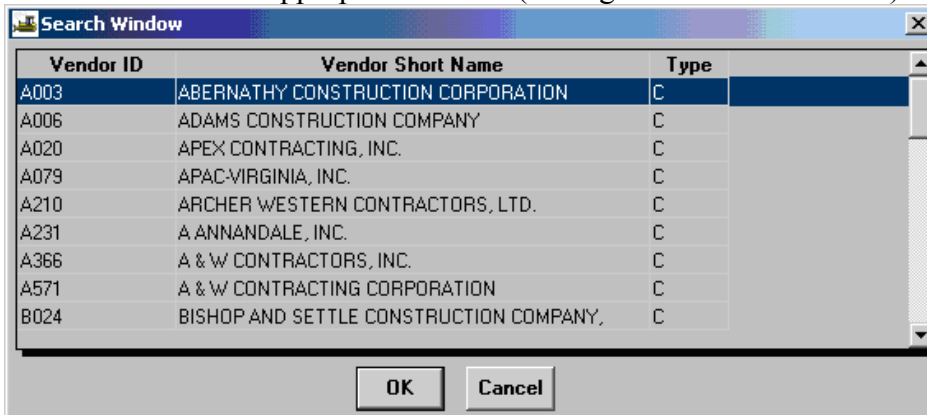 Search Window
Vendor ID Vendor Short Name Type
A003 ABERNATHY CONSTRUCTION CORPORATION C
A006 ADAMS CONSTRUCTION COMPANY C
A020 APEX CONTRACTING, INC. C
A079 APAC-VIRGINIA, INC. C
A210 ARCHER WESTERN CONTRACTORS, LTD. C
A231 A ANNANDALE, INC. C
A366 A & W CONTRACTORS, INC. C
A571 A & W CONTRACTING CORPORATION C
B024 BISHOP AND SETTLE CONSTRUCTION COMPANY, C
OK Cancel